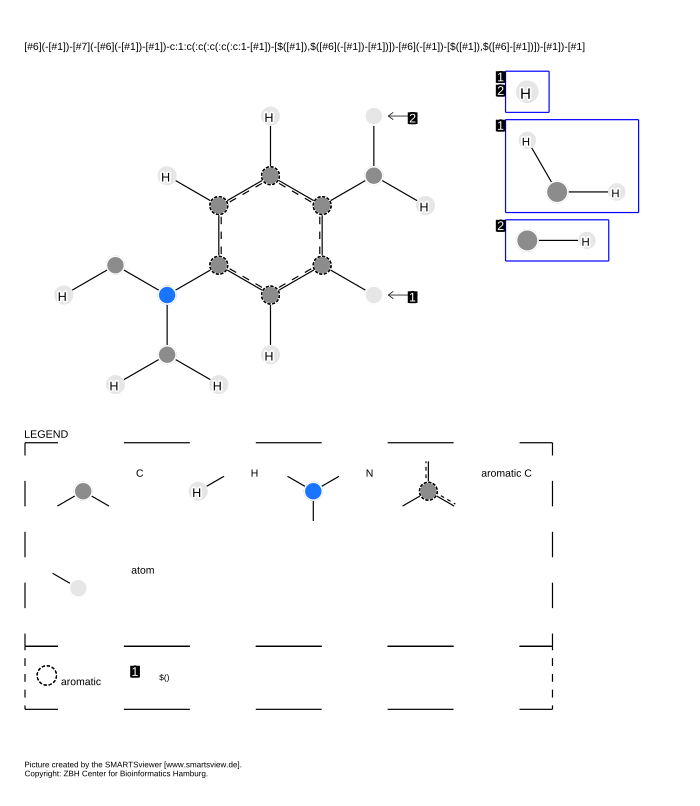 [#6](-[#1])-[#7](-[#6](-[#1])-[#1])-c:1:c(:c(:c(:c(:c:1-[#1])-[$([#1]),$([#6](-[#1])-[#1])])-[#6](-[#1])-[$([#1]),$([#6]-[#1])])-[#1])-[#1]
1
2
H
1
H
H
2
H
H
2
H
H
H
1
H
H
H
LEGEND
C
H
H
N
aromatic C
atom
aromatic
1
$()
Picture created by the SMARTSviewer [www.smartsview.de].
Copyright: ZBH Center for Bioinformatics Hamburg.